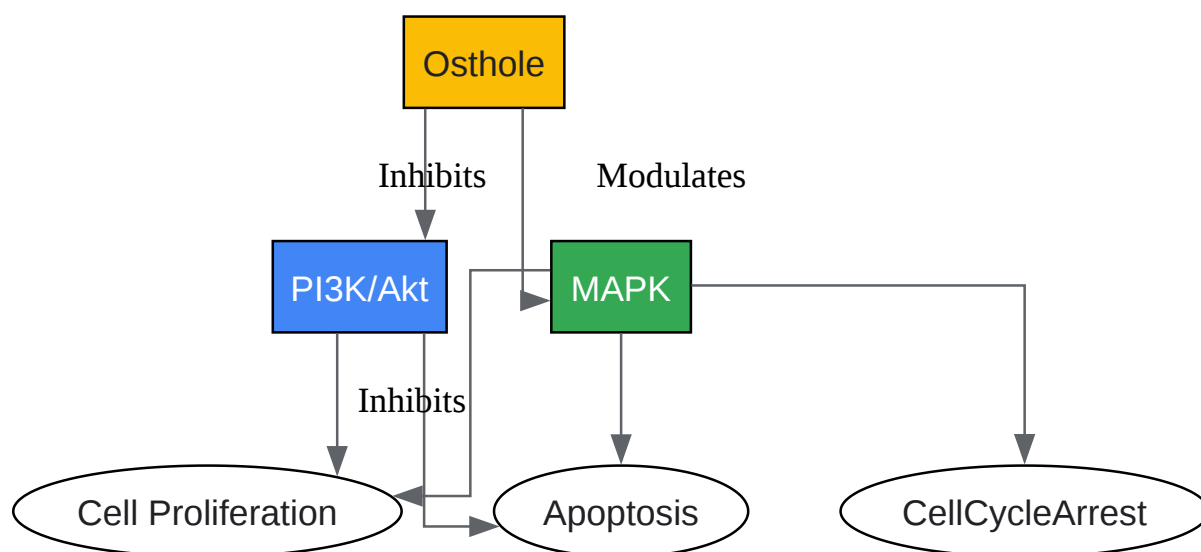 Osthole
Inhibits
Modulates
PI3K/Akt
MAPK
Inhibits
Cell Proliferation
Apoptosis
CellCycleArrest